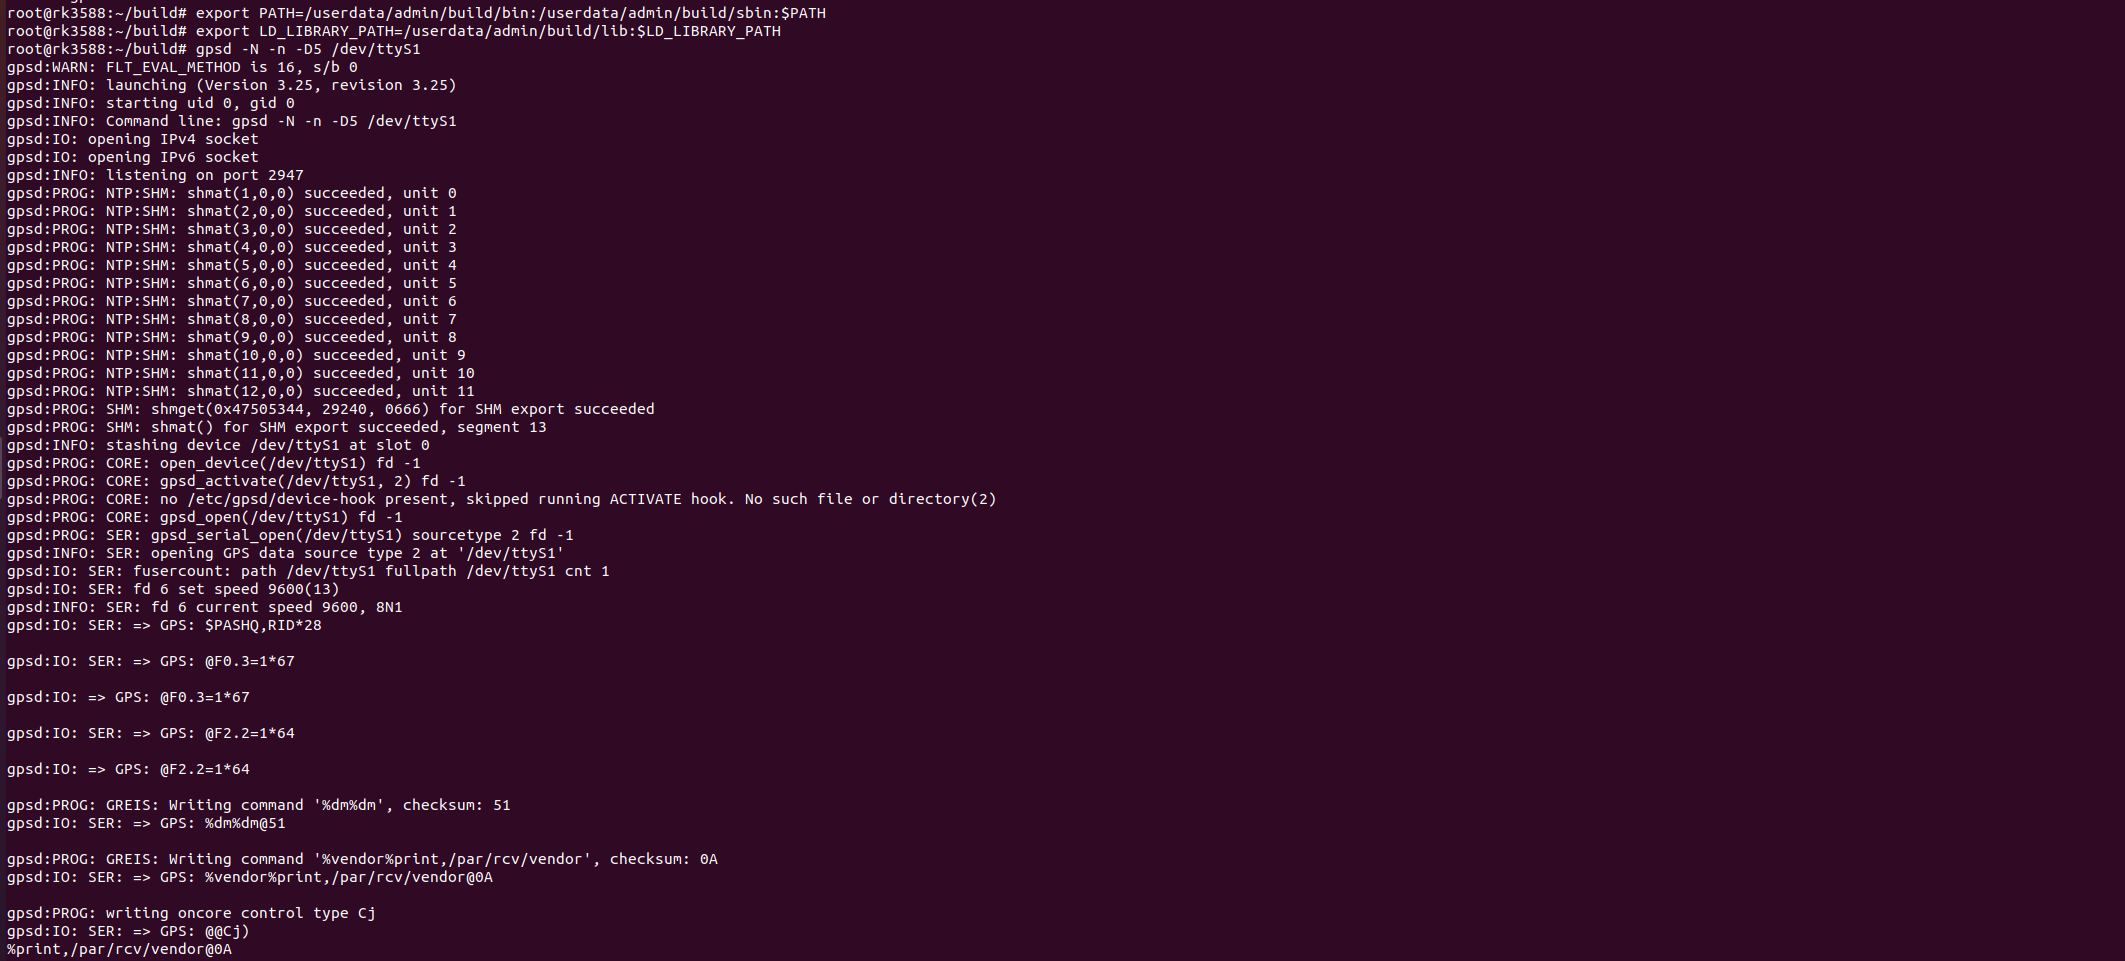 root@rk3588:~/build# export PATH=/userdata/admin/build/bin:/userdata/admin/build/sbin:$PATH
root@rk3588:~/build# export LD_LIBRARY_PATH=/userdata/admin/build/lib:$LD_LIBRARY_PATH
root@rk3588:~/build# gpsd -N -n -D5 /dev/ttyS1
gpsd:WARN: FLT_EVAL_METHOD is 16, s/b 0
gpsd:INFO: launching (Version 3.25, revision 3.25)
gpsd:INFO: starting uid 0, gid 0
gpsd:INFO: Command line: gpsd -N -n -D5 /dev/ttyS1
gpsd:IO: opening IPv4 socket
gpsd:IO: opening IPv6 socket
gpsd:INFO: listening on port 2947
gpsd:PROG: NTP:SHM: shmat(1,0,0) succeeded, unit 0
gpsd:PROG: NTP:SHM: shmat(2,0,0) succeeded, unit 1
gpsd:PROG: NTP:SHM: shmat(3,0,0) succeeded, unit 2
gpsd:PROG: NTP:SHM: shmat(4,0,0) succeeded, unit 3
gpsd:PROG: NTP:SHM: shmat(5,0,0) succeeded, unit 4
gpsd:PROG: NTP:SHM: shmat(6,0,0) succeeded, unit 5
gpsd:PROG: NTP:SHM: shmat(7,0,0) succeeded, unit 6
gpsd:PROG: NTP:SHM: shmat(8,0,0) succeeded, unit 7
gpsd:PROG: NTP:SHM: shmat(9,0,0) succeeded, unit 8
gpsd:PROG: NTP:SHM: shmat(10,0,0) succeeded, unit 9
gpsd:PROG: NTP:SHM: shmat(11,0,0) succeeded, unit 10
gpsd:PROG: NTP:SHM: shmat(12,0,0) succeeded, unit 11
gpsd:PROG: SHM: shmget(0x47505344, 29240, 0666) for SHM export succeeded
gpsd:PROG: SHM: shmat() for SHM export succeeded, segment 13
gpsd:INFO: stashing device /dev/ttyS1 at slot 0
gpsd:PROG: CORE: open_device(/dev/ttyS1) fd -1
gpsd:PROG: CORE: gpsd_activate(/dev/ttyS1, 2) fd -1
gpsd:PROG: CORE: no /etc/gpsd/device-hook present, skipped running ACTIVATE hook. No such file or directory(2)
gpsd:PROG: CORE: gpsd_open(/dev/ttyS1) fd -1
gpsd:PROG: SER: gpsd_serial_open(/dev/ttyS1) sourcetype 2 fd -1
gpsd:INFO: SER: opening GPS data source type 2 at '/dev/ttyS1'
gpsd:IO: SER: fusercount: path /dev/ttyS1 fullpath /dev/ttyS1 cnt 1
gpsd:IO: SER: fd 6 set speed 9600(13)
gpsd:INFO: SER: fd 6 current speed 9600, 8N1
gpsd:IO: SER: => GPS: $PASHQ,RID*28
gpsd:IO: SER: => GPS: @F0.3=1*67
gpsd:IO: => GPS: @F0.3=1*67
gpsd:IO: SER: => GPS: @F2.2=1*64
gpsd:IO: => GPS: @F2.2=1*64
gpsd:PROG: GREIS: Writing command '%dm%dm', checksum: 51
gpsd:IO: SER: => GPS: %dm%dm@51
gpsd:PROG: GREIS: Writing command '%vendor%print,/par/rcv/vendor', checksum: 0A
gpsd:IO: SER: => GPS: %vendor%print,/par/rcv/vendor@0A
gpsd:PROG: writing oncore control type Cj
gpsd:IO: SER: => GPS: @@Cj)
%print,/par/rcv/vendor@0A